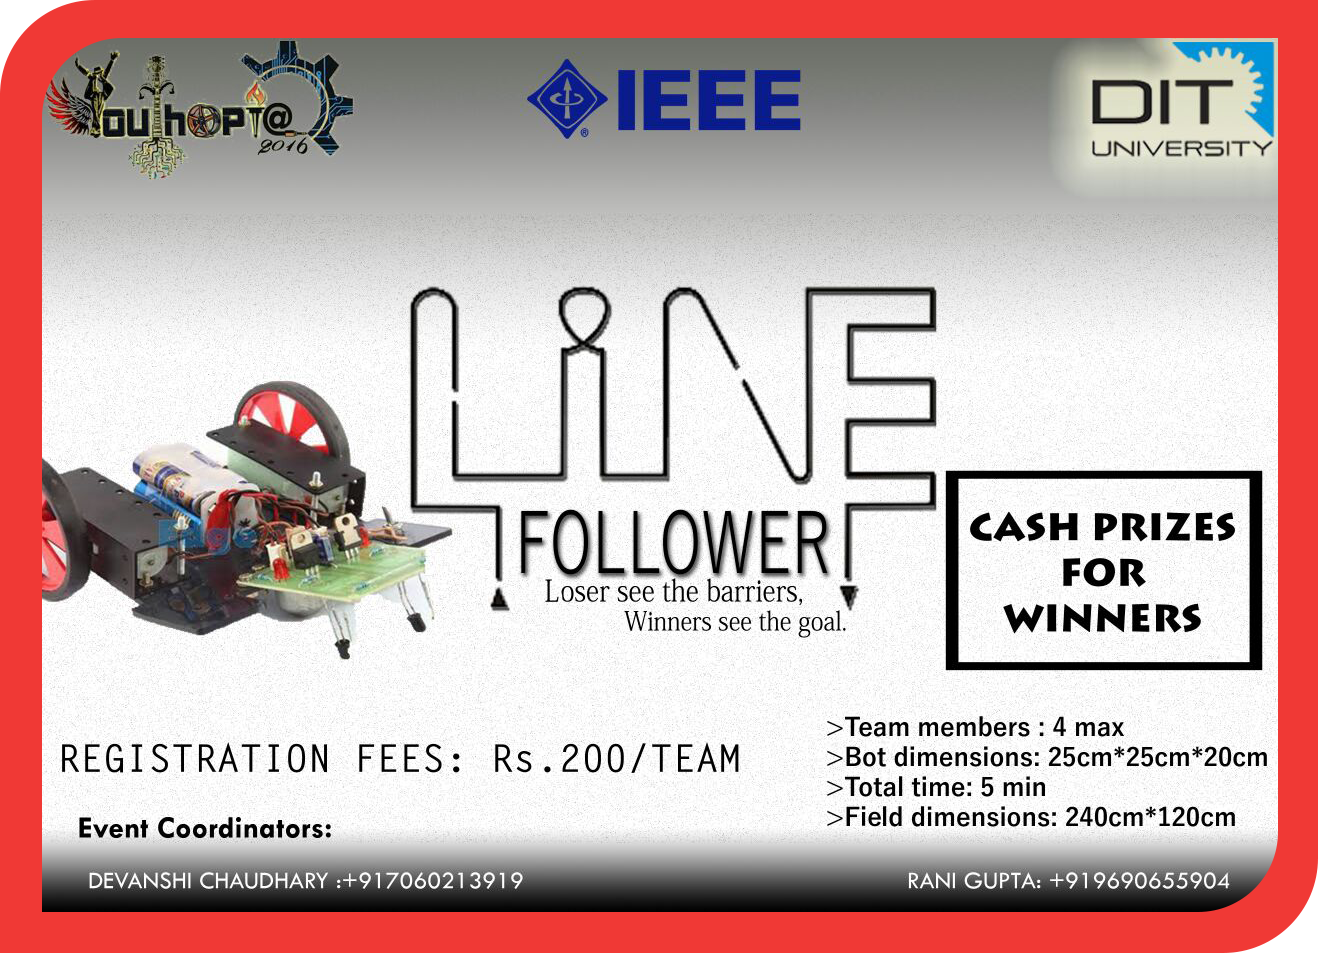 YOUTHOPIA
2016
IEEE
®
DIT
UNIVERSITY
LiNE
FOLLOWER
Loser see the barriers,
Winners see the goal.
CASH PRIZES
FOR
WINNERS
REGISTRATION FEES: Rs.200/TEAM
>Team members : 4 max
>Bot dimensions: 25cm*25cm*20cm
>Total time: 5 min
>Field dimensions: 240cm*120cm
Event Coordinators:
DEVANSHI CHAUDHARY :+917060213919
RANI GUPTA: +919690655904